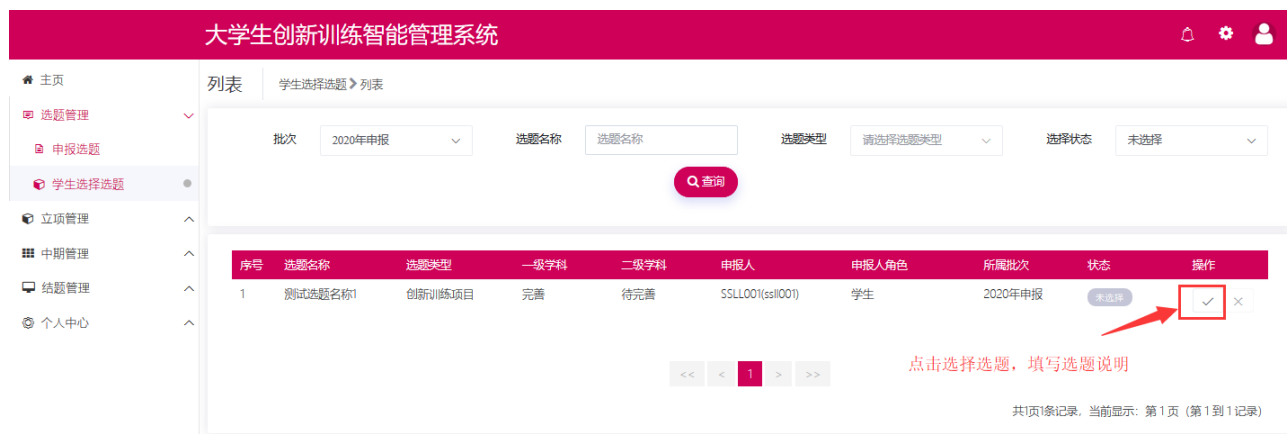 大学生创新训练智能管理系统
主页
列表 学生选择选题 列表
选题管理
批次 2020年申报 选题名称 选题名称 选题类型 请选择选题类型 选择状态 未选择
申报选题
学生选择选题
查询
立项管理
中期管理
序号 选题名称 选题类型 一级学科 二级学科 申报人 申报人角色 所属批次 状态 操作
结题管理
1 测试选题名称1 创新训练项目 完善 待完善 SSLL001(ssll001) 学生 2020年申报 未选择
个人中心
点击选择选题，填写选题说明
<< < 1 > >>
共1页1条记录，当前显示：第1页（第1到1记录）